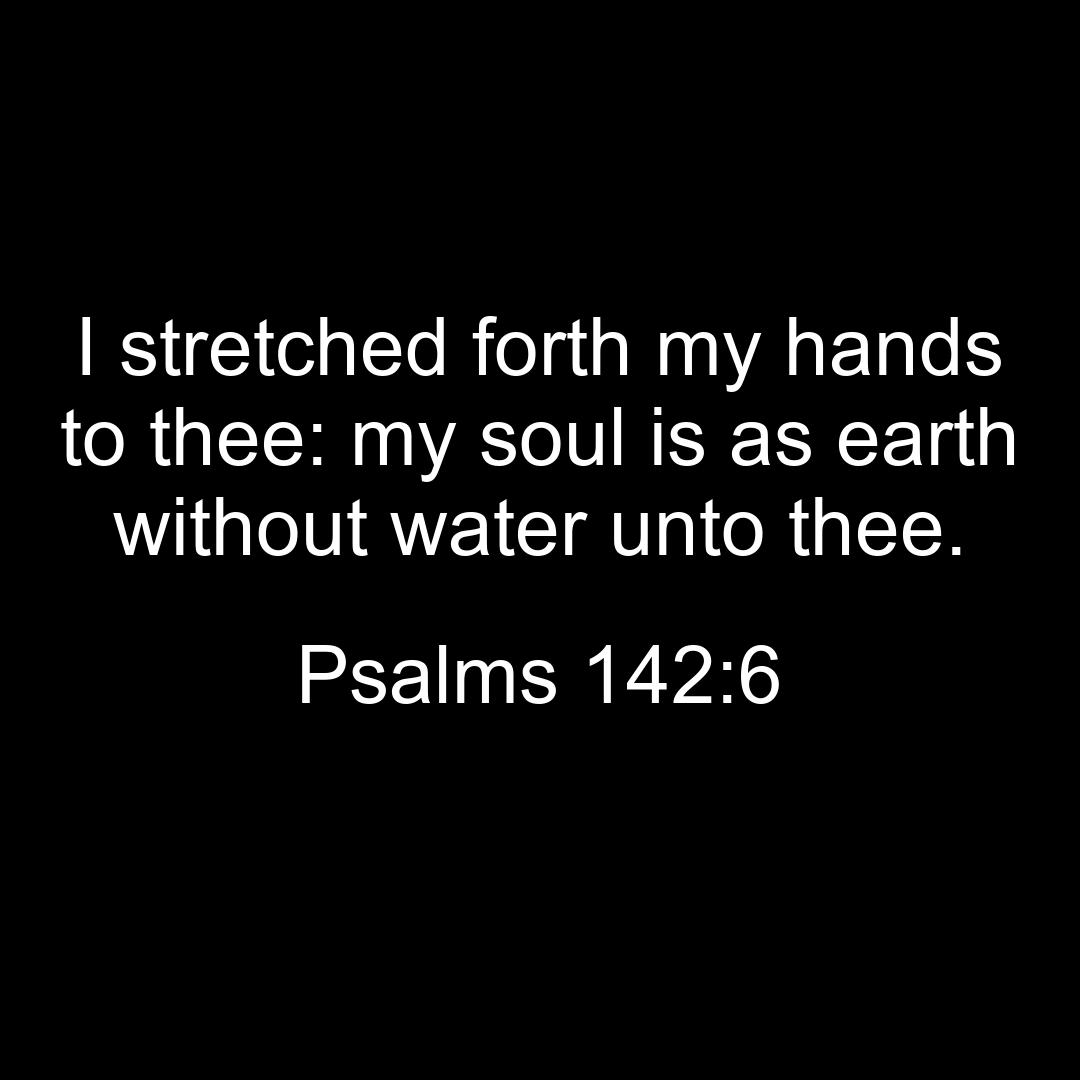 I stretched forth my hands
to thee: my soul is as earth
without water unto thee.
Psalms 142:6